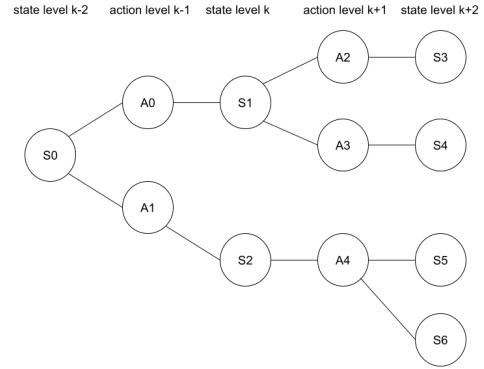 state level k-2 action level k-1 state level k action level k+1 state level k+2
A2 S3
A0 S1
S0
A3 S4
A1
S2 A4 S5
S6